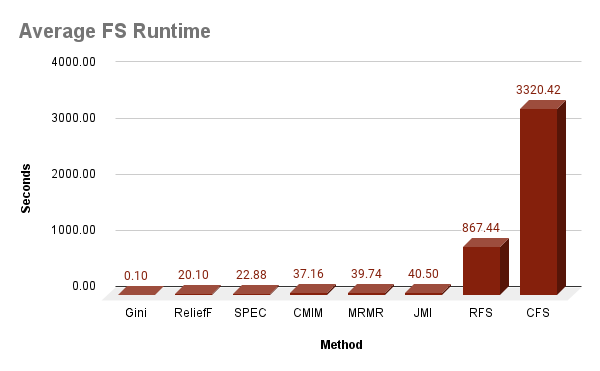 Average FS Runtime
4000.00
3000.00
2000.00
1000.00
0.00
Seconds
0.10
20.10
22.88
37.16
39.74
40.50
867.44
3320.42
Gini
ReliefF
SPEC
CMIM
MRMR
JMI
RFS
CFS
Method